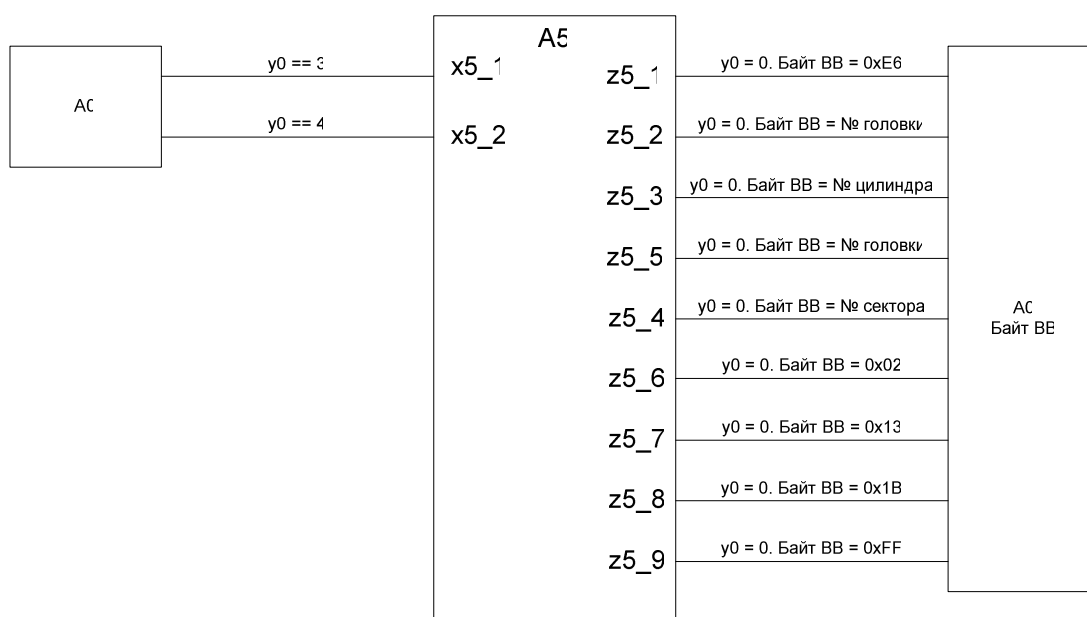 A5
A0
y0 == 3
y0 == 4
x5_1
x5_2
z5_1
z5_2
z5_3
z5_5
z5_4
z5_6
z5_7
z5_8
z5_9
y0 = 0. Байт ВВ = 0xE6
y0 = 0. Байт ВВ = № головки
y0 = 0. Байт ВВ = № цилиндра
y0 = 0. Байт ВВ = № головки
y0 = 0. Байт ВВ = № сектора
y0 = 0. Байт ВВ = 0x02
y0 = 0. Байт ВВ = 0x13
y0 = 0. Байт ВВ = 0x1B
y0 = 0. Байт ВВ = 0xFF
A0
Байт ВВ